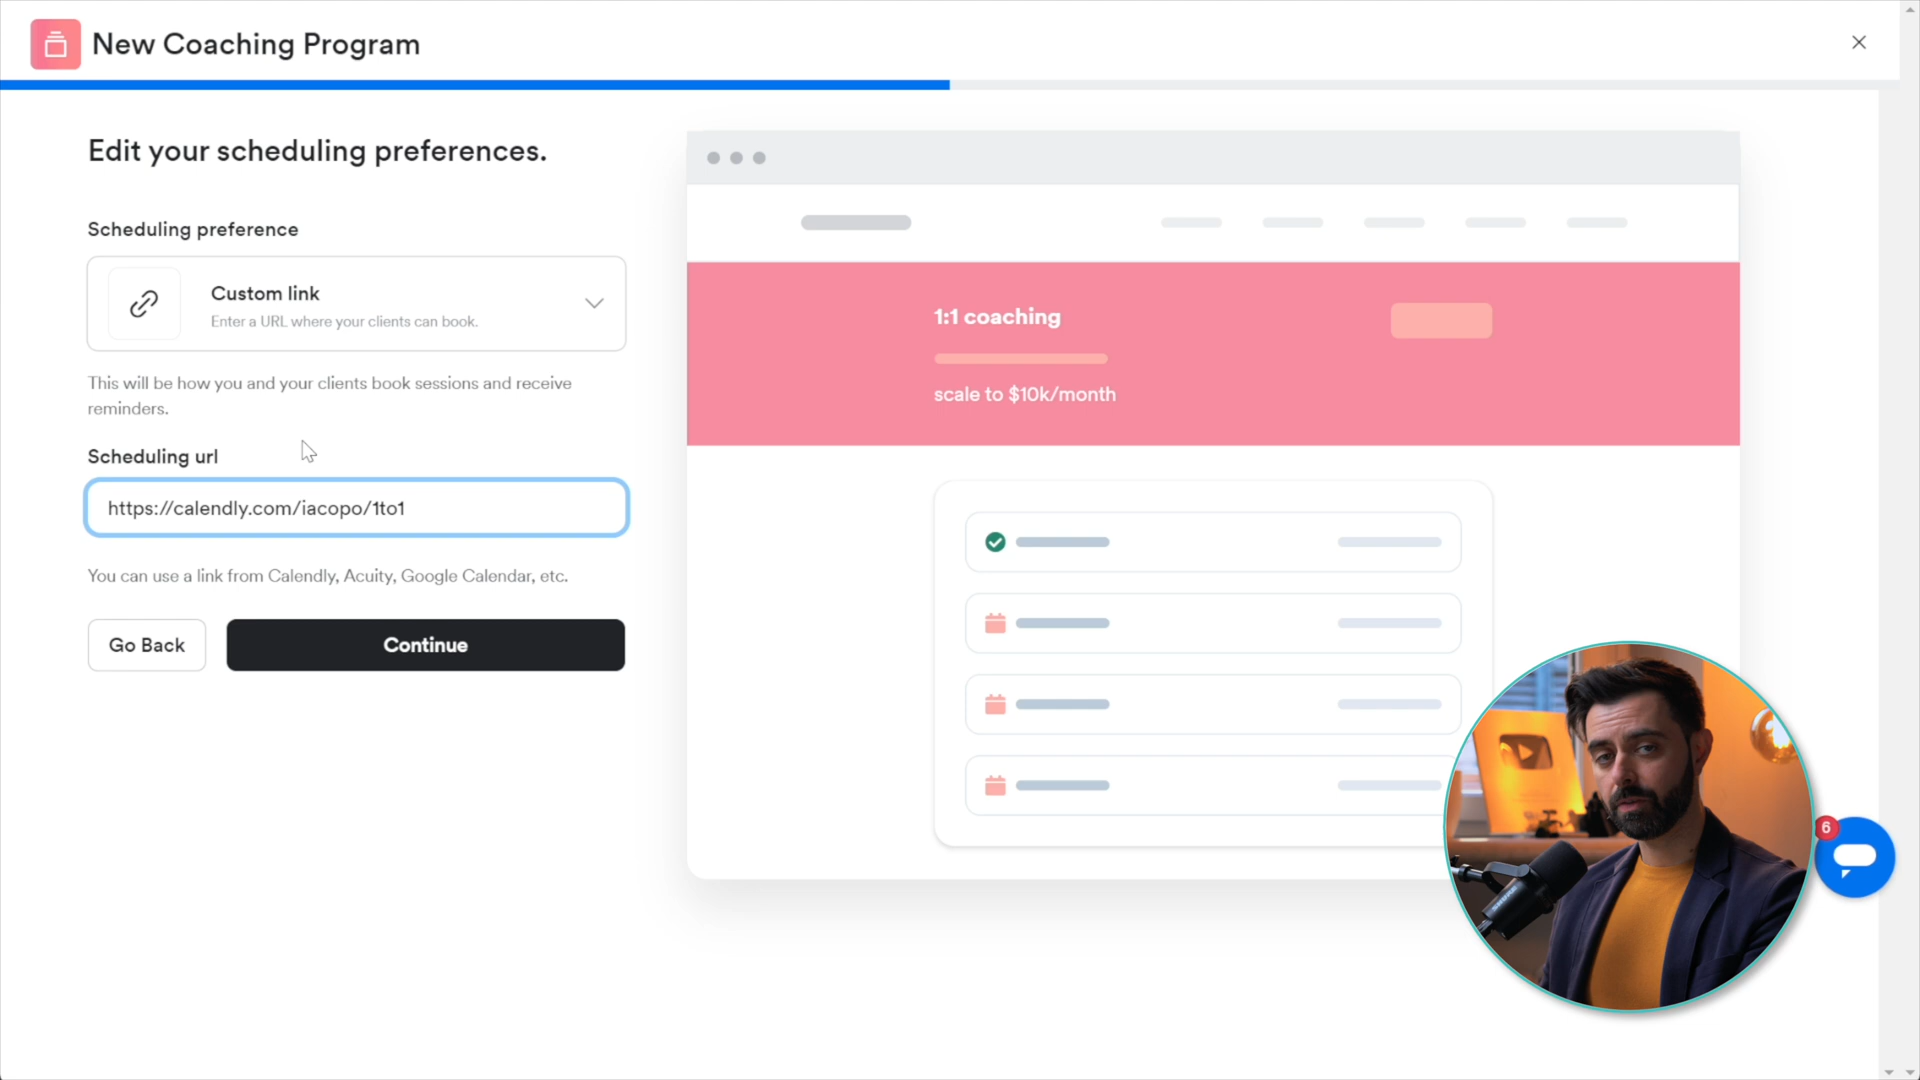 New Coaching Program
Edit your scheduling preferences.
Scheduling preference
Custom link
Enter a URL where your clients can book.
This will be how you and your clients book sessions and receive
reminders.
Scheduling url
https://calendly.com/iacopo/1to1
You can use a link from Calendly, Acuity, Google Calendar, etc.
Go Back
Continue
1:1 coaching
scale to $10k/month
SHURE
6